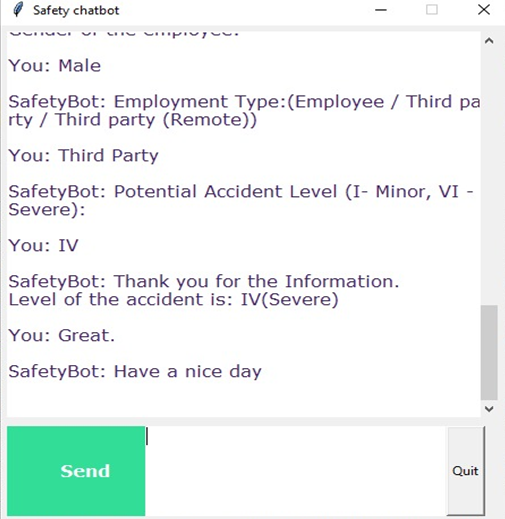 Safety chatbot
Gender of the employee:
You: Male
SafetyBot: Employment Type:(Employee / Third pa
rty / Third party (Remote))
You: Third Party
SafetyBot: Potential Accident Level (I- Minor, VI -
Severe):
You: IV
SafetyBot: Thank you for the Information.
Level of the accident is: IV(Severe)
You: Great.
SafetyBot: Have a nice day
Send
Quit